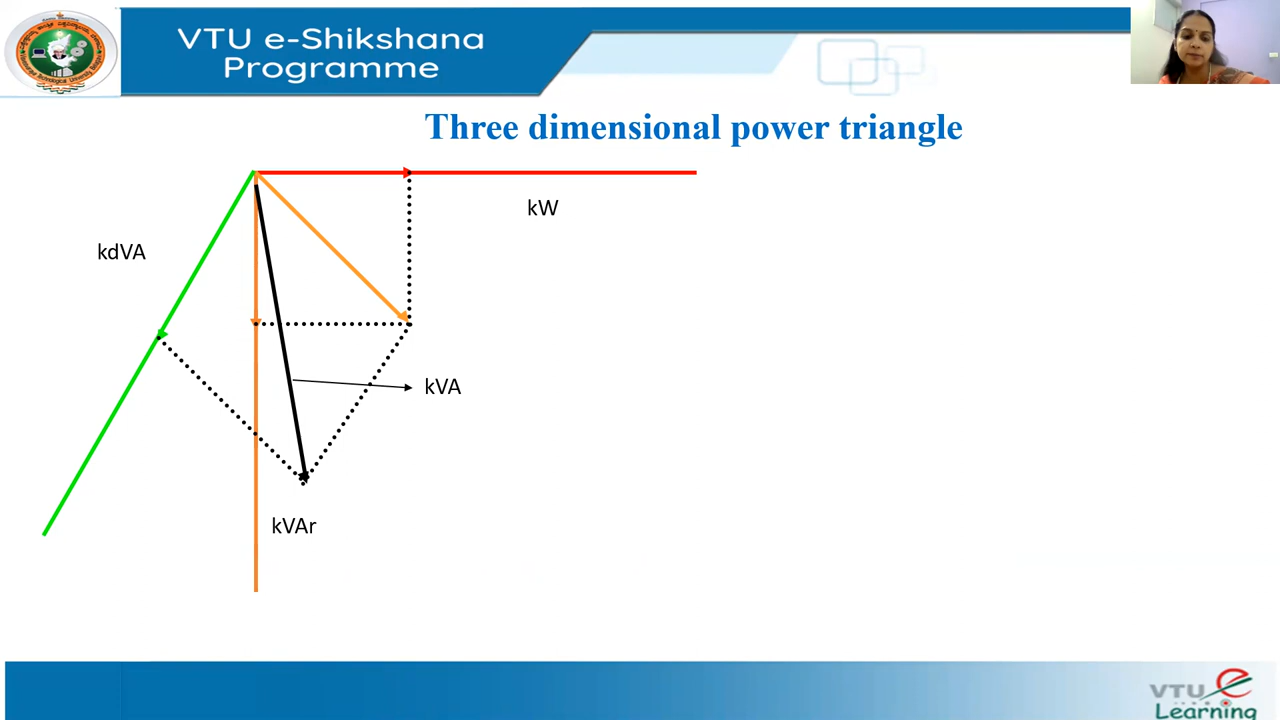 VTU e-Shikshana
Programme
Three dimensional power triangle
kW
kdVA
kVA
kVAr
VTU
Learning